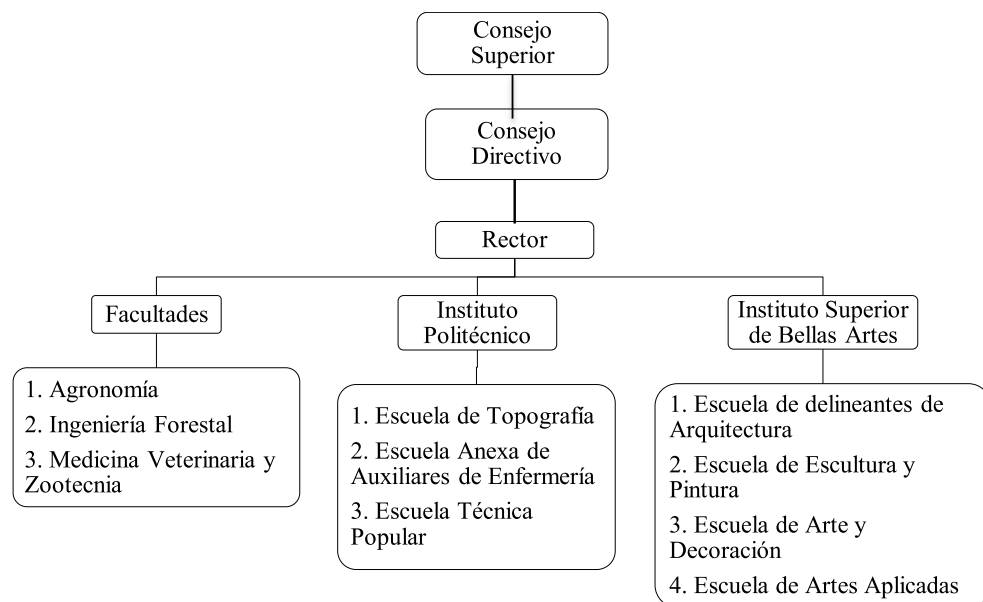 Consejo
Superior
Consejo
Directivo
Rector
Facultades
1. Agronomía
2. Ingeniería Forestal
3. Medicina Veterinaria y
Zootecnia
Instituto
Politécnico
1. Escuela de Topografía
2. Escuela Anexa de
Auxiliares de Enfermería
3. Escuela Técnica
Popular
Instituto Superior
de Bellas Artes
1. Escuela de delineantes de
Arquitectura
2. Escuela de Escultura y
Pintura
3. Escuela de Arte y
Decoración
4. Escuela de Artes Aplicadas